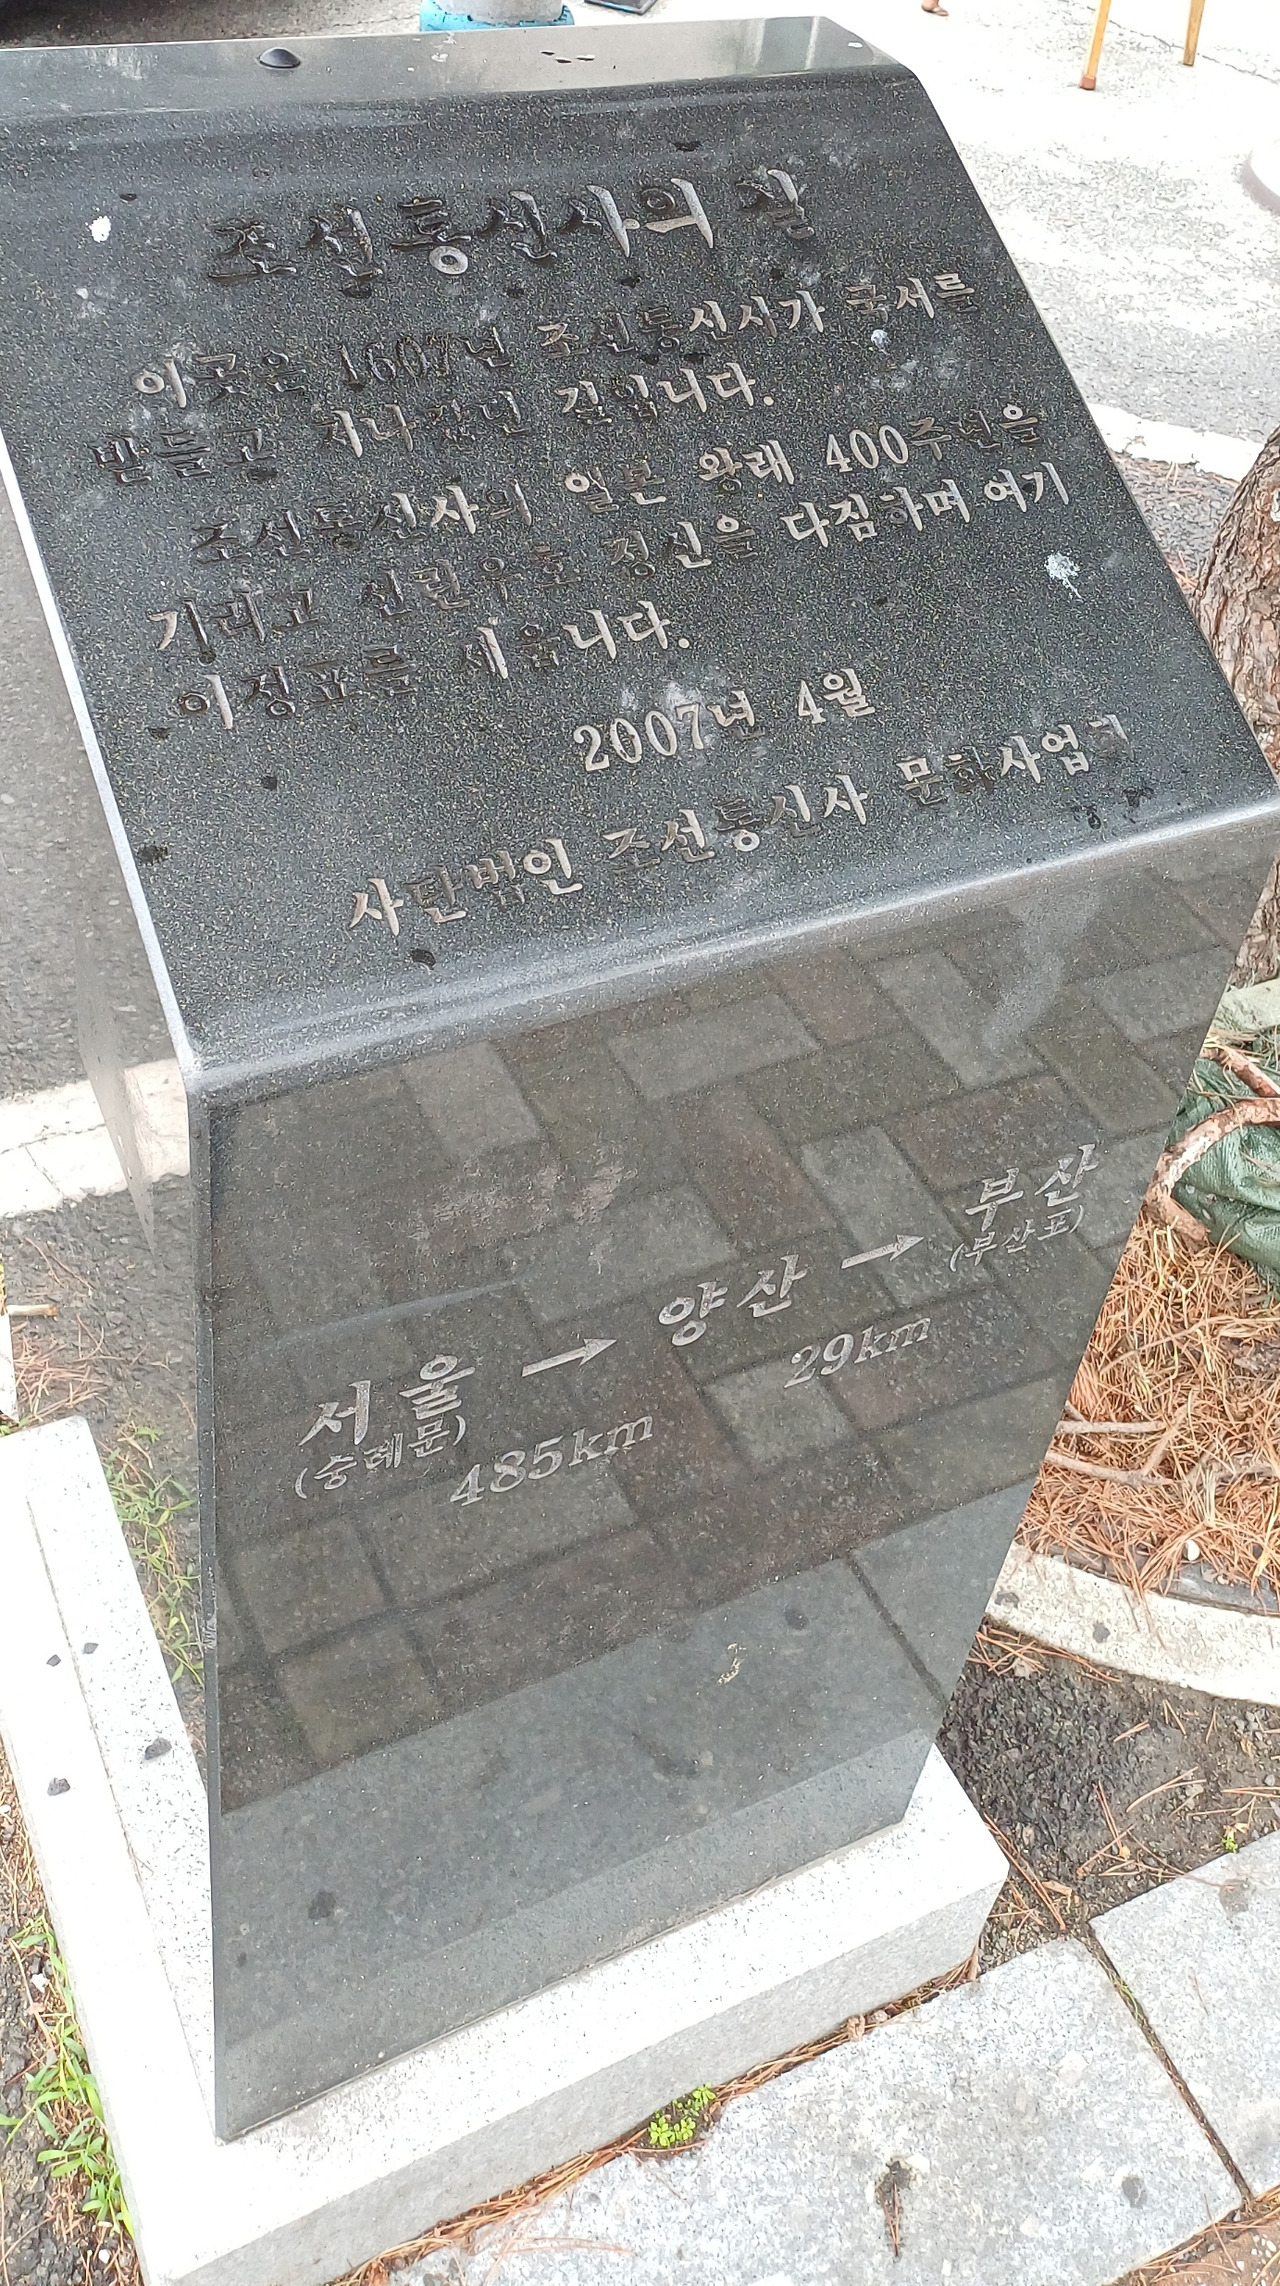 조선통신사의 길
이곳은 1607년 조선통신사가 국서를
받들고 지나갔던 길입니다.
조선통신사의 일본 왕래 400주년을
기리고 선린우호 정신을 다짐하며 여기
이정표를 세웁니다.
2007년 4월
사단법인 조선통신사 문화사업회
서울 → 양산 → 부산
(숭례문) (부산포)
485km 29km